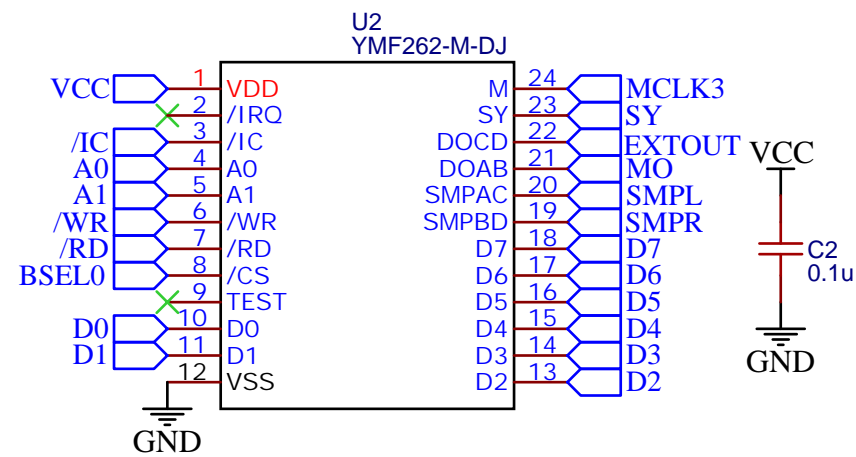 U2
YMF262-M-DJ
VCC 1 VDD M 24 MCLK3
2 /IRQ SY 23 SY
/IC 3 /IC DOCD 22 EXTOUT VCC
A0 4 A0 DOAB 21 MO
A1 5 A1 SMPAC 20 SMPL
/WR 6 /WR SMPBD 19 SMPR
/RD 7 /RD D7 18 D7 C2
BSEL0 8 /CS D6 17 D6 0.1u
9 TEST D5 16 D5
D0 10 D0 D4 15 D4
D1 11 D1 D3 14 D3 GND
12 VSS D2 13 D2
GND